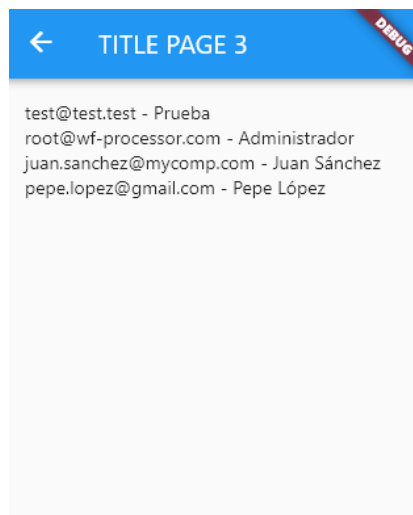 TITLE PAGE 3
DEBUG
test@test.test - Prueba
root@wf-processor.com - Administrador
juan.sanchez@mycomp.com - Juan Sánchez
pepe.lopez@gmail.com - Pepe López